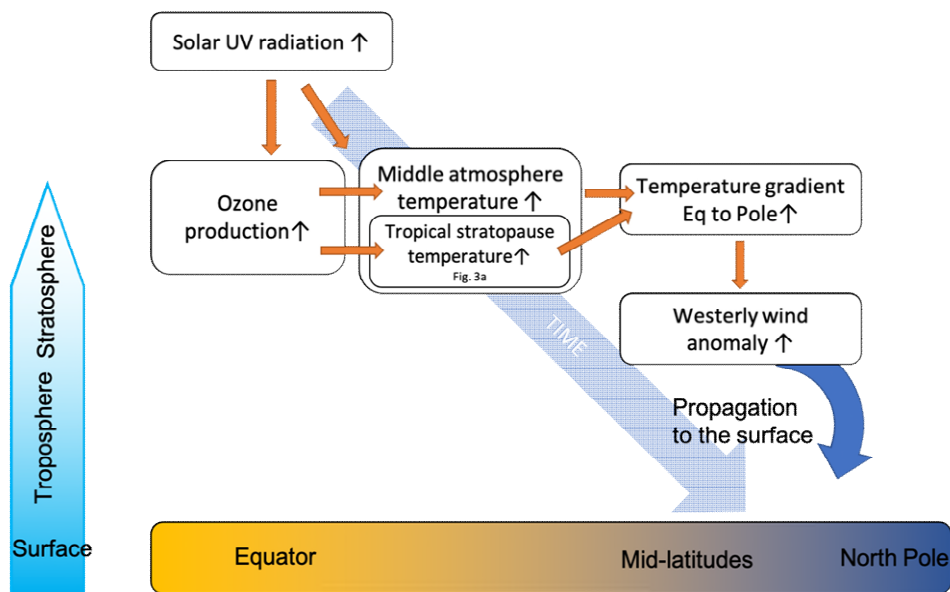 Solar UV radiation ↑
Ozone
production↑
Middle atmosphere
temperature ↑
Tropical stratopause
temperature↑
Fig. 3a
Temperature gradient
Eq to Pole↑
Westerly wind
anomaly ↑
TIME
Propagation
to the surface
Stratosphere
Troposphere
Surface
Equator
Mid-latitudes
North Pole